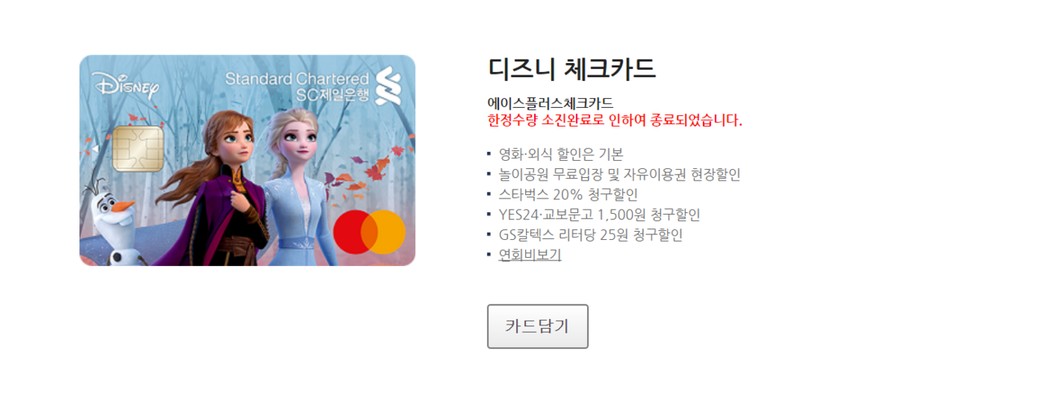 Disney
Standard Chartered
SC제일은행
디즈니 체크카드
에이스플러스체크카드
한정수량 소진완료로 인하여 종료되었습니다.
영화·외식 할인은 기본
놀이공원 무료입장 및 자유이용권 현장할인
스타벅스 20% 청구할인
YES24·교보문고 1,500원 청구할인
GS칼텍스 리터당 25원 청구할인
연회비보기
카드담기